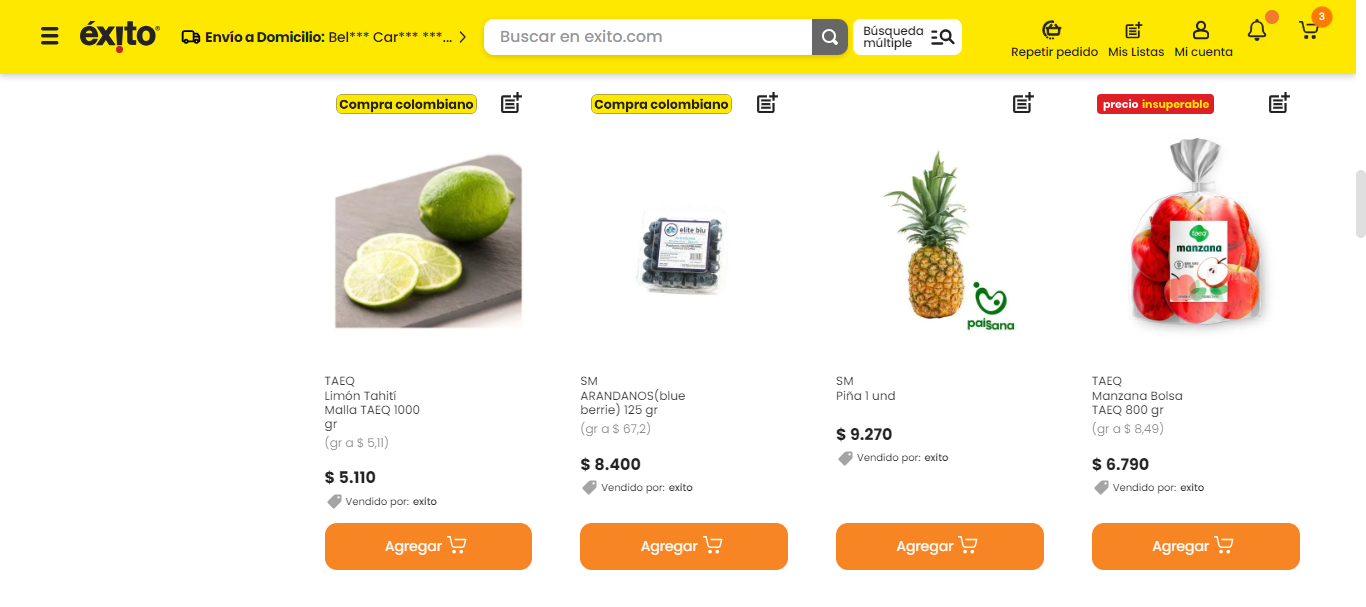 éxito
Envío a Domicilio: Bel*** Car*** ***...
Buscar en exito.com
Búsqueda
múltiple
Repetir pedido
Mis Listas
Mi cuenta
3
Compra colombiano
Compra colombiano
precio insuperable
elite blu
paissana
taeq
manzana
TAEQ
Limón Tahití
Malla TAEQ 1000
gr
(gr a $ 5,11)
$ 5.110
Vendido por: exito
Agregar
SM
ARANDANOS(blue
berrie) 125 gr
(gr a $ 67,2)
$ 8.400
Vendido por: exito
Agregar
SM
Piña 1 und
$ 9.270
Vendido por: exito
Agregar
TAEQ
Manzana Bolsa
TAEQ 800 gr
(gr a $ 8,49)
$ 6.790
Vendido por: exito
Agregar